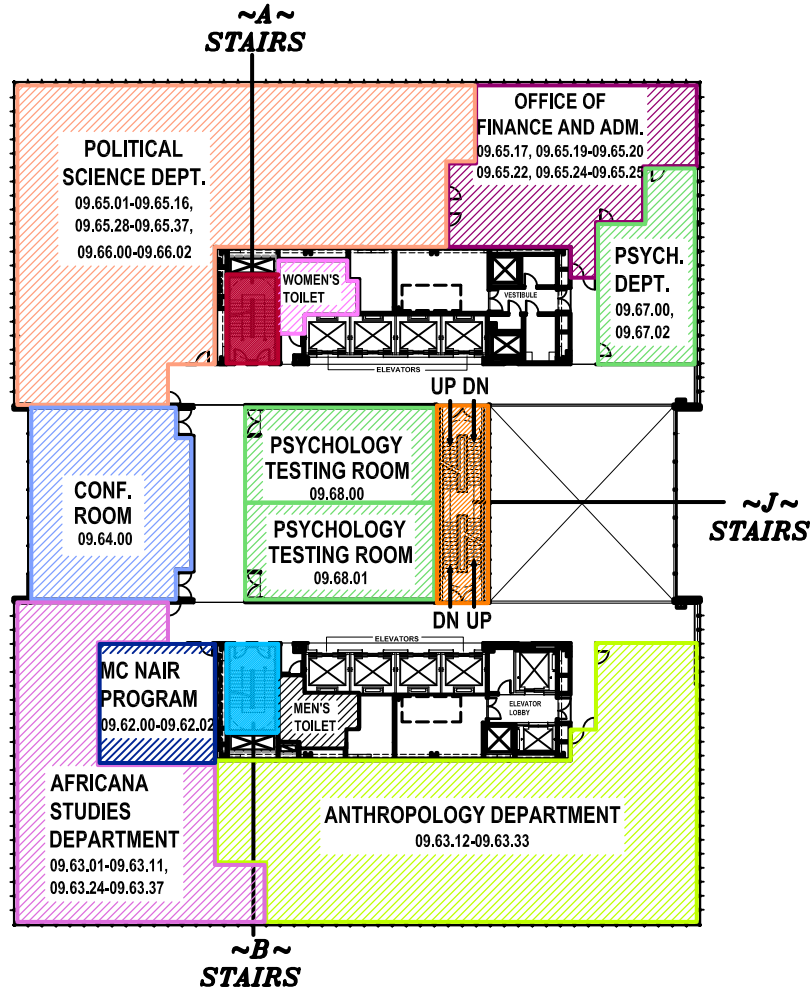 ~A~
STAIRS
POLITICAL
SCIENCE DEPT.
09.65.01-09.65.16,
09.65.28-09.65.37,
09.66.00-09.66.02
OFFICE OF
FINANCE AND ADM.
09.65.17, 09.65.19-09.65.20
09.65.22, 09.65.24-09.65.25
PSYCH.
DEPT.
09.67.00,
09.67.02
WOMEN'S
TOILET
VESTIBULE
ELEVATORS
UP DN
CONF.
ROOM
09.64.00
PSYCHOLOGY
TESTING ROOM
09.68.00
PSYCHOLOGY
TESTING ROOM
09.68.01
~J~
STAIRS
DN UP
ELEVATORS
MC NAIR
PROGRAM
09.62.00-09.62.02
MEN'S
TOILET
ELEVATOR
LOBBY
AFRICANA
STUDIES
DEPARTMENT
09.63.01-09.63.11,
09.63.24-09.63.37
ANTHROPOLOGY DEPARTMENT
09.63.12-09.63.33
~B~
STAIRS